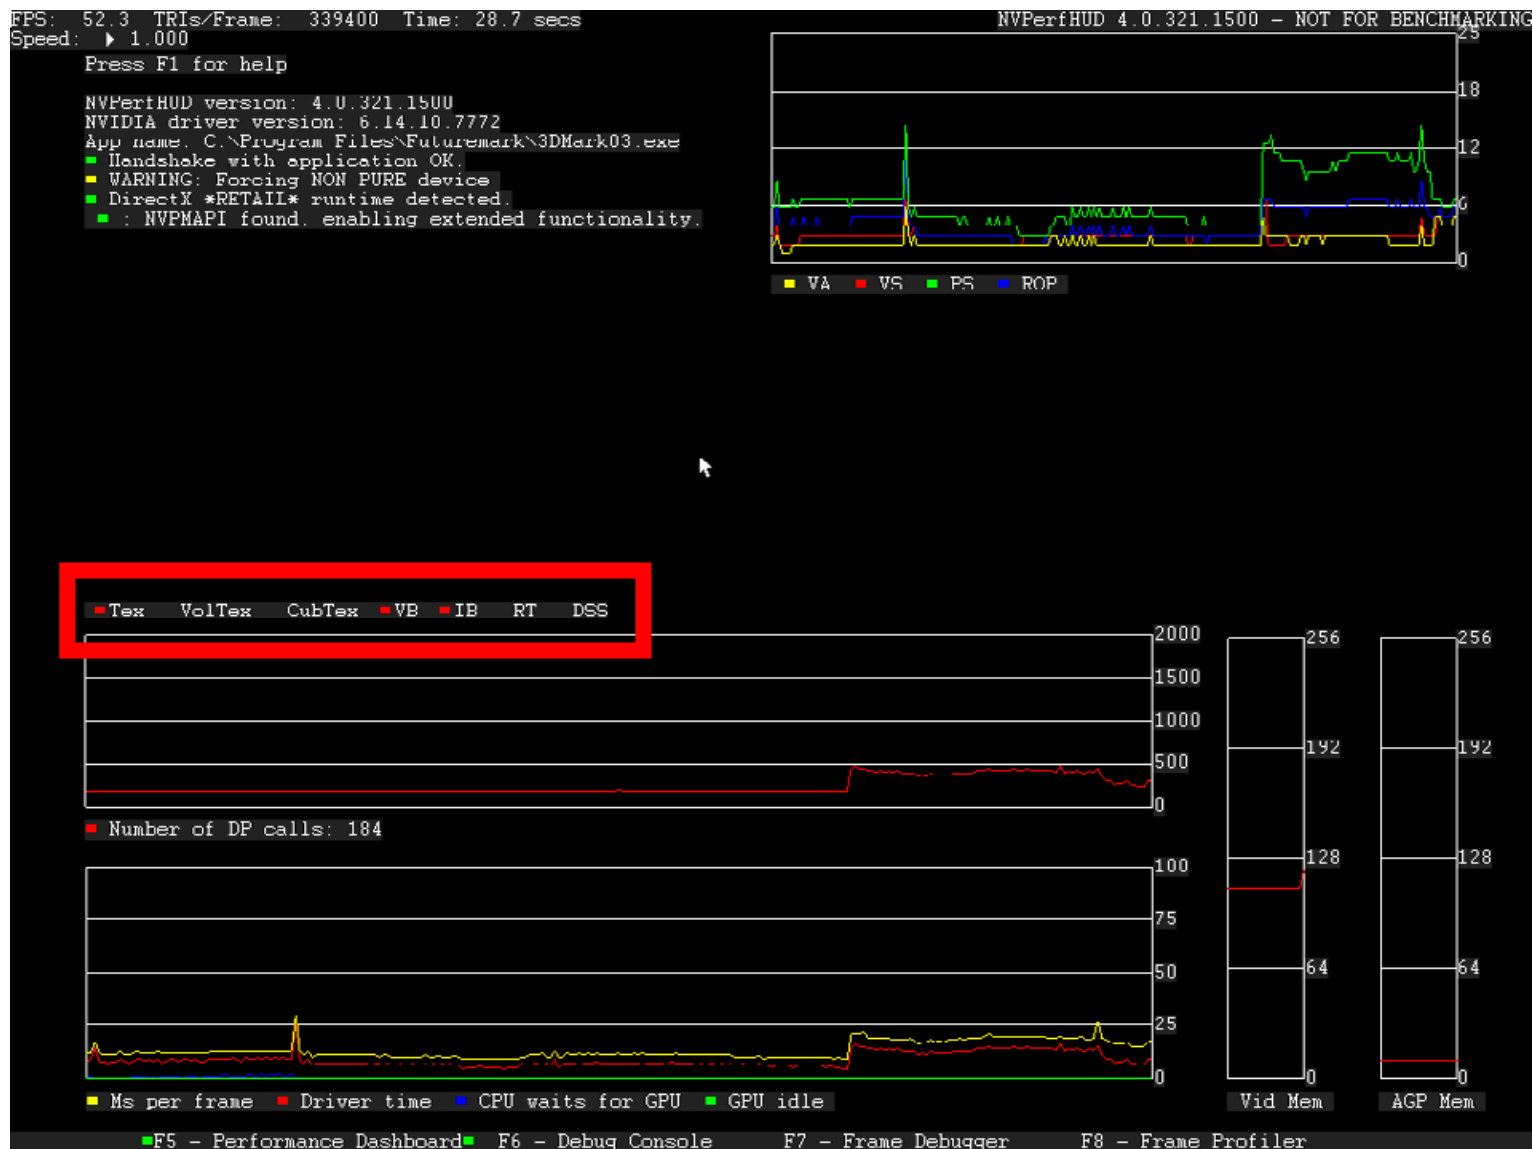 FPS: 52.3 TRIs/Frame: 339400 Time: 28.7 secs
NVPerfHUD 4.0.321.1500 - NOT FOR BENCHMARKING
Speed: 1.000
Press F1 for help
NVPerfHUD version: 4.0.321.1500
NVIDIA driver version: 6.14.10.7772
App name: C:\Program Files\Futuremark\3DMark03.exe
Handshake with application OK.
WARNING: Forcing NON PURE device
DirectX *RETAIL* runtime detected.
: NVPMAPI found. enabling extended functionality.
25
18
12
6
0
VA VS PS ROP
Tex VolTex CubTex VB IB RT DSS
2000
1500
1000
500
0
Number of DP calls: 184
100
75
50
25
0
Ms per frame Driver time CPU waits for GPU GPU idle
256
192
128
64
0
Vid Mem
256
192
128
64
0
AGP Mem
F5 - Performance Dashboard F6 - Debug Console F7 - Frame Debugger F8 - Frame Profiler